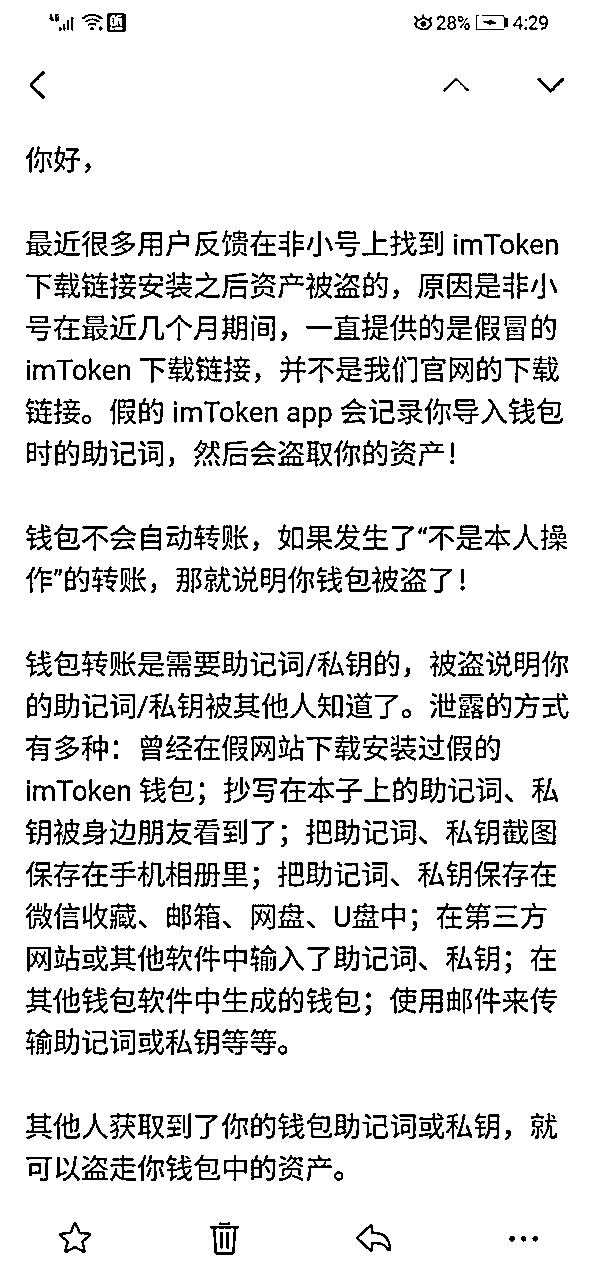 28% 4:29
你好，
最近很多用户反馈在非小号上找到 imToken
下载链接安装之后资产被盗的，原因是非小
号在最近几个月期间，一直提供的是假冒的
imToken 下载链接，并不是我们官网的下载
链接。假的 imToken app 会记录你导入钱包
时的助记词，然后会盗取你的资产！
钱包不会自动转账，如果发生了“不是本人操
作”的转账，那就说明你钱包被盗了！
钱包转账是需要助记词/私钥的，被盗说明你
的助记词/私钥被其他人知道了。泄露的方式
有多种：曾经在假网站下载安装过假的
imToken 钱包；抄写在本子上的助记词、私
钥被身边朋友看到了；把助记词、私钥截图
保存在手机相册里；把助记词、私钥保存在
微信收藏、邮箱、网盘、U盘中；在第三方
网站或其他软件中输入了助记词、私钥；在
其他钱包软件中生成的钱包；使用邮件来传
输助记词或私钥等等。
其他人获取到了你的钱包助记词或私钥，就
可以盗走你钱包中的资产。